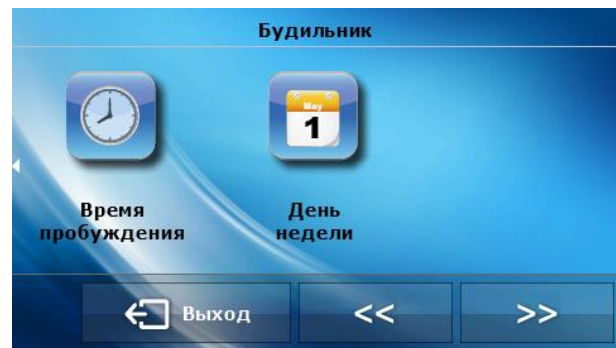 Будильник
May
1
Время
пробуждения
День
недели
Выход
<<
>>